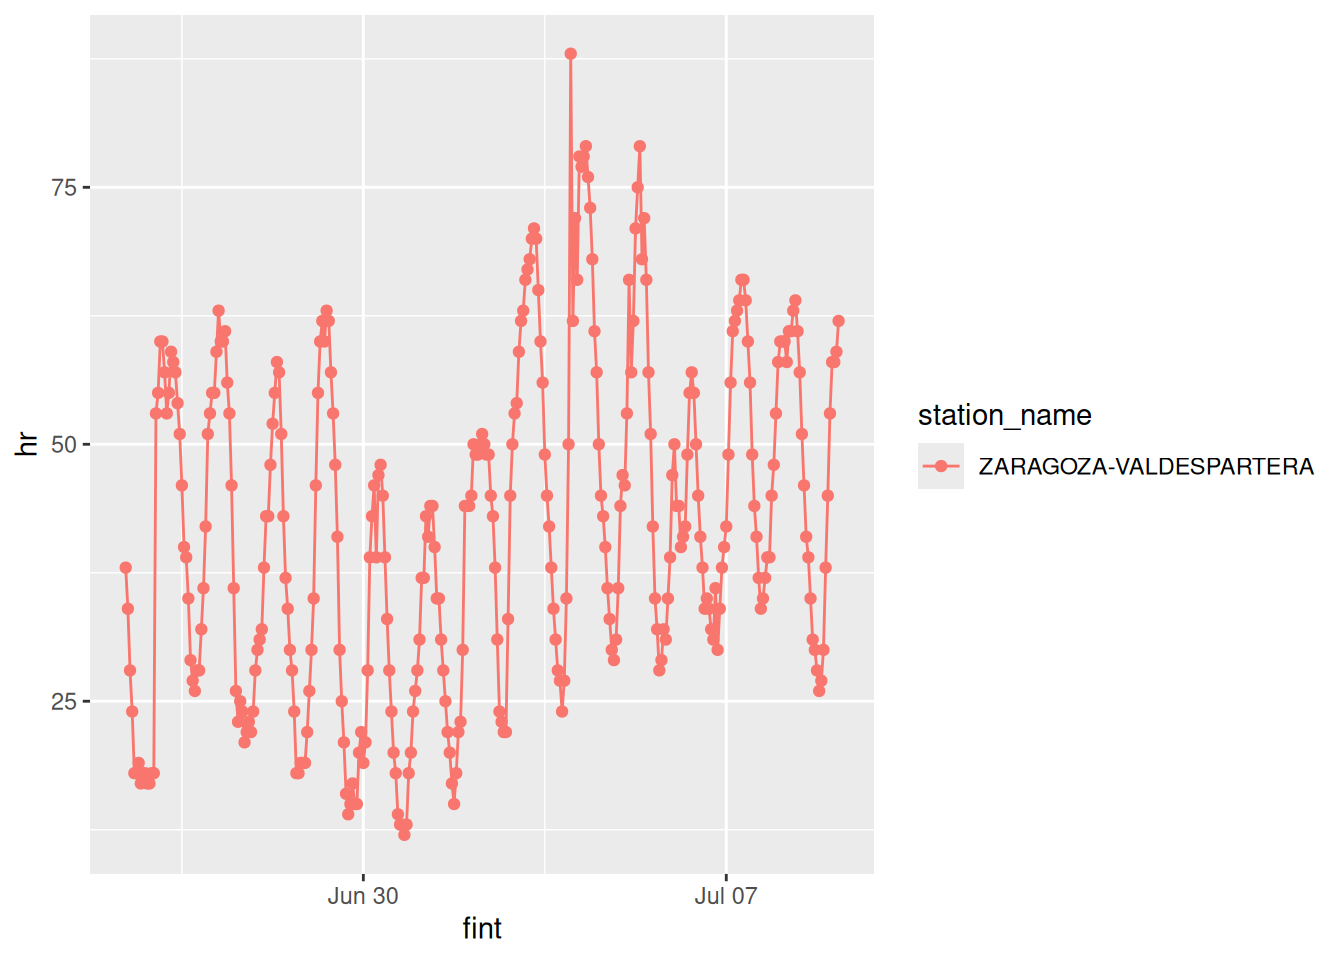 75
50
25
hr
Jun 30
Jul 07
fint
station_name
ZARAGOZA-VALDESPARTERA